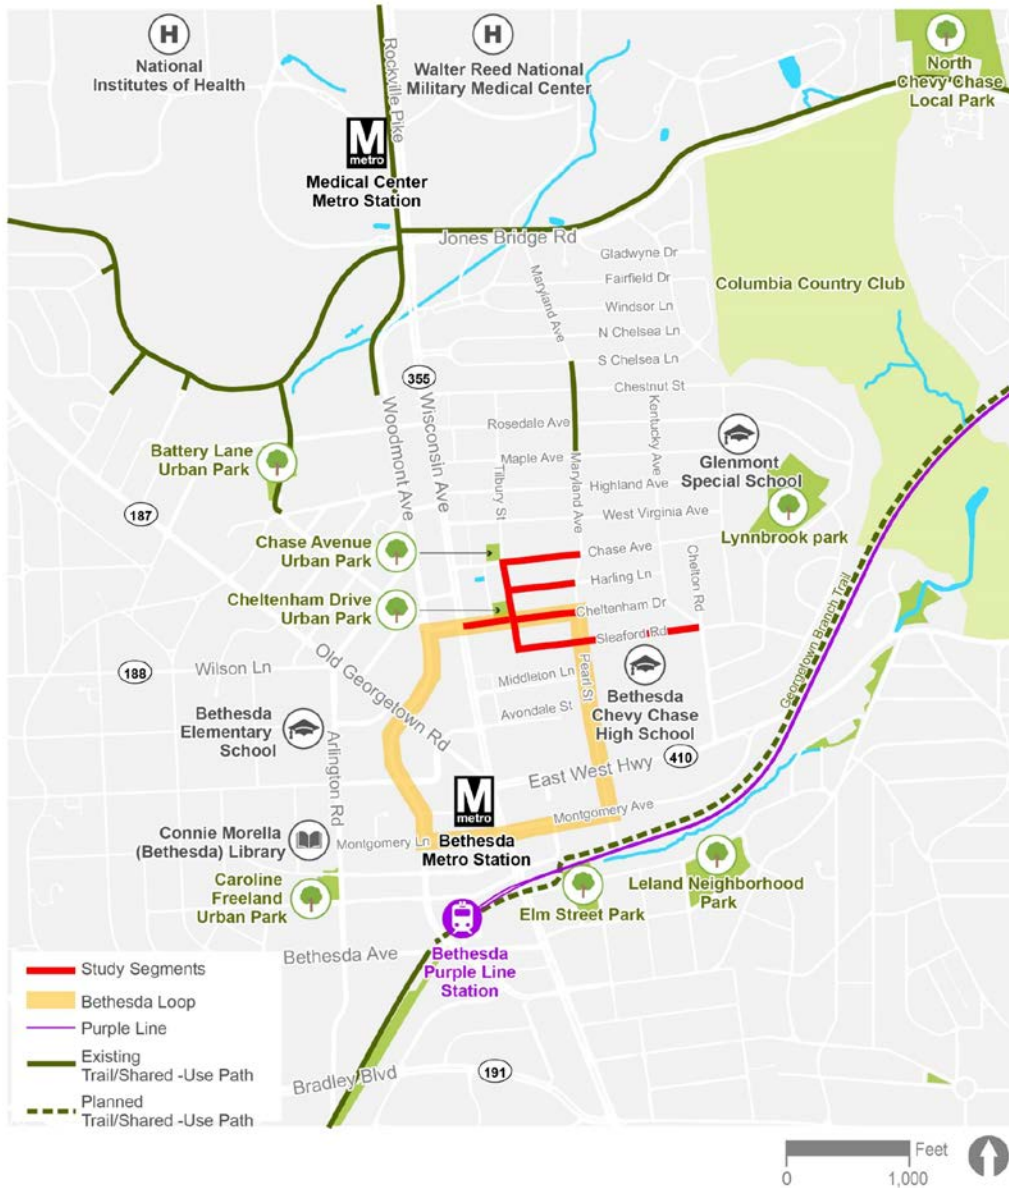 H
National
Institutes of Health
Rockville Pike
H
Walter Reed National
Military Medical Center
North
Chevy Chase
Local Park
M
metro
Medical Center
Metro Station
Jones Bridge Rd
Gladwyne Dr
Fairfield Dr
Windsor Ln
N Chelsea Ln
S Chelsea Ln
Maryland Ave
Columbia Country Club
355
Chestnut St
Kentucky Ave
Woodmont Ave
Wisconsin Ave
Rosedale Ave
Maple Ave
Tilbury St
Maryland Ave
Highland Ave
West Virginia Ave
Glenmont
Special School
Battery Lane
Urban Park
187
Lynnbrook park
Chase Avenue
Urban Park
Chase Ave
Harling Ln
Chelton Rd
Cheltenham Drive
Urban Park
Cheltenham Dr
Sleaford Rd
188
Wilson Ln
Old Georgetown Rd
Middleton Ln
Pearl St
Avondale St
Bethesda
Chevy Chase
High School
Georgetown Branch Trail
Bethesda
Elementary
School
Arlington Rd
East West Hwy
410
M
metro
Bethesda
Metro Station
Montgomery Ave
Connie Morella
(Bethesda) Library
Montgomery Ln
Caroline
Freeland
Urban Park
Elm Street Park
Leland Neighborhood
Park
Bethesda Ave
Bethesda
Purple Line
Station
Bradley Blvd
191
Study Segments
Bethesda Loop
Purple Line
Existing
Trail/Shared -Use Path
Planned
Trail/Shared -Use Path
Feet
0 1,000